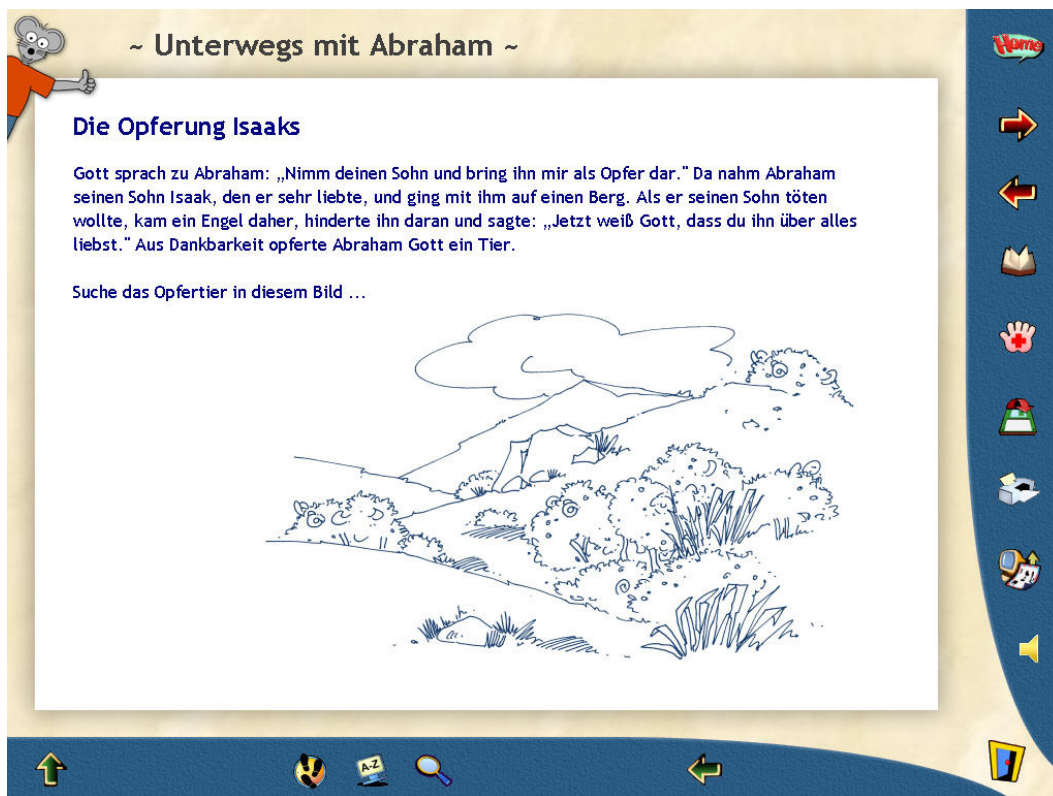 ~ Unterwegs mit Abraham ~
Home
Die Opferung Isaaks
Gott sprach zu Abraham: „Nimm deinen Sohn und bring ihn mir als Opfer dar." Da nahm Abraham
seinen Sohn Isaak, den er sehr liebte, und ging mit ihm auf einen Berg. Als er seinen Sohn töten
wollte, kam ein Engel daher, hinderte ihn daran und sagte: „Jetzt weiß Gott, dass du ihn über alles
liebst." Aus Dankbarkeit opferte Abraham Gott ein Tier.
Suche das Opfertier in diesem Bild ...
A-Z